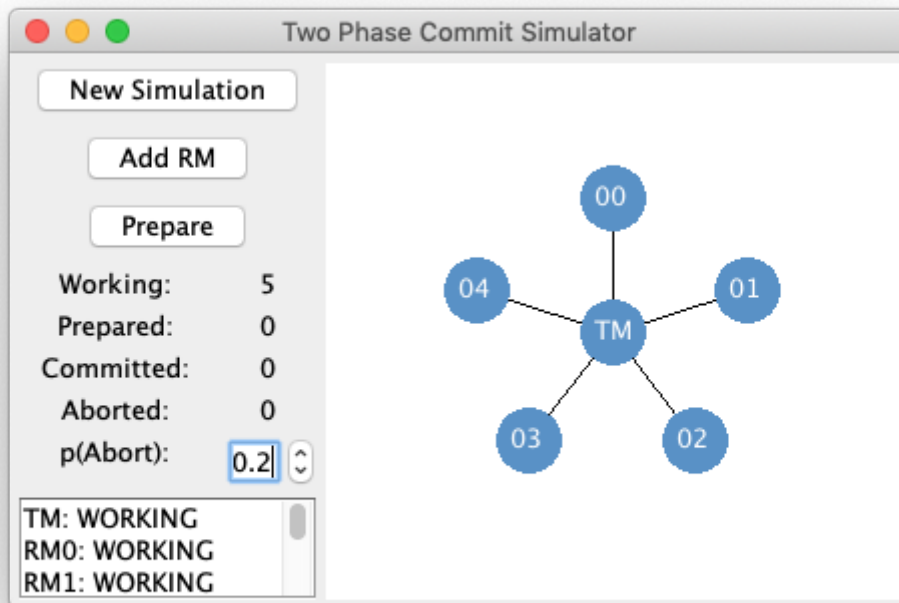 Two Phase Commit Simulator
New Simulation
Add RM
Prepare
Working: 5
Prepared: 0
Committed: 0
Aborted: 0
p(Abort): 0.2
TM: WORKING
RM0: WORKING
RM1: WORKING
00
04
01
TM
03
02